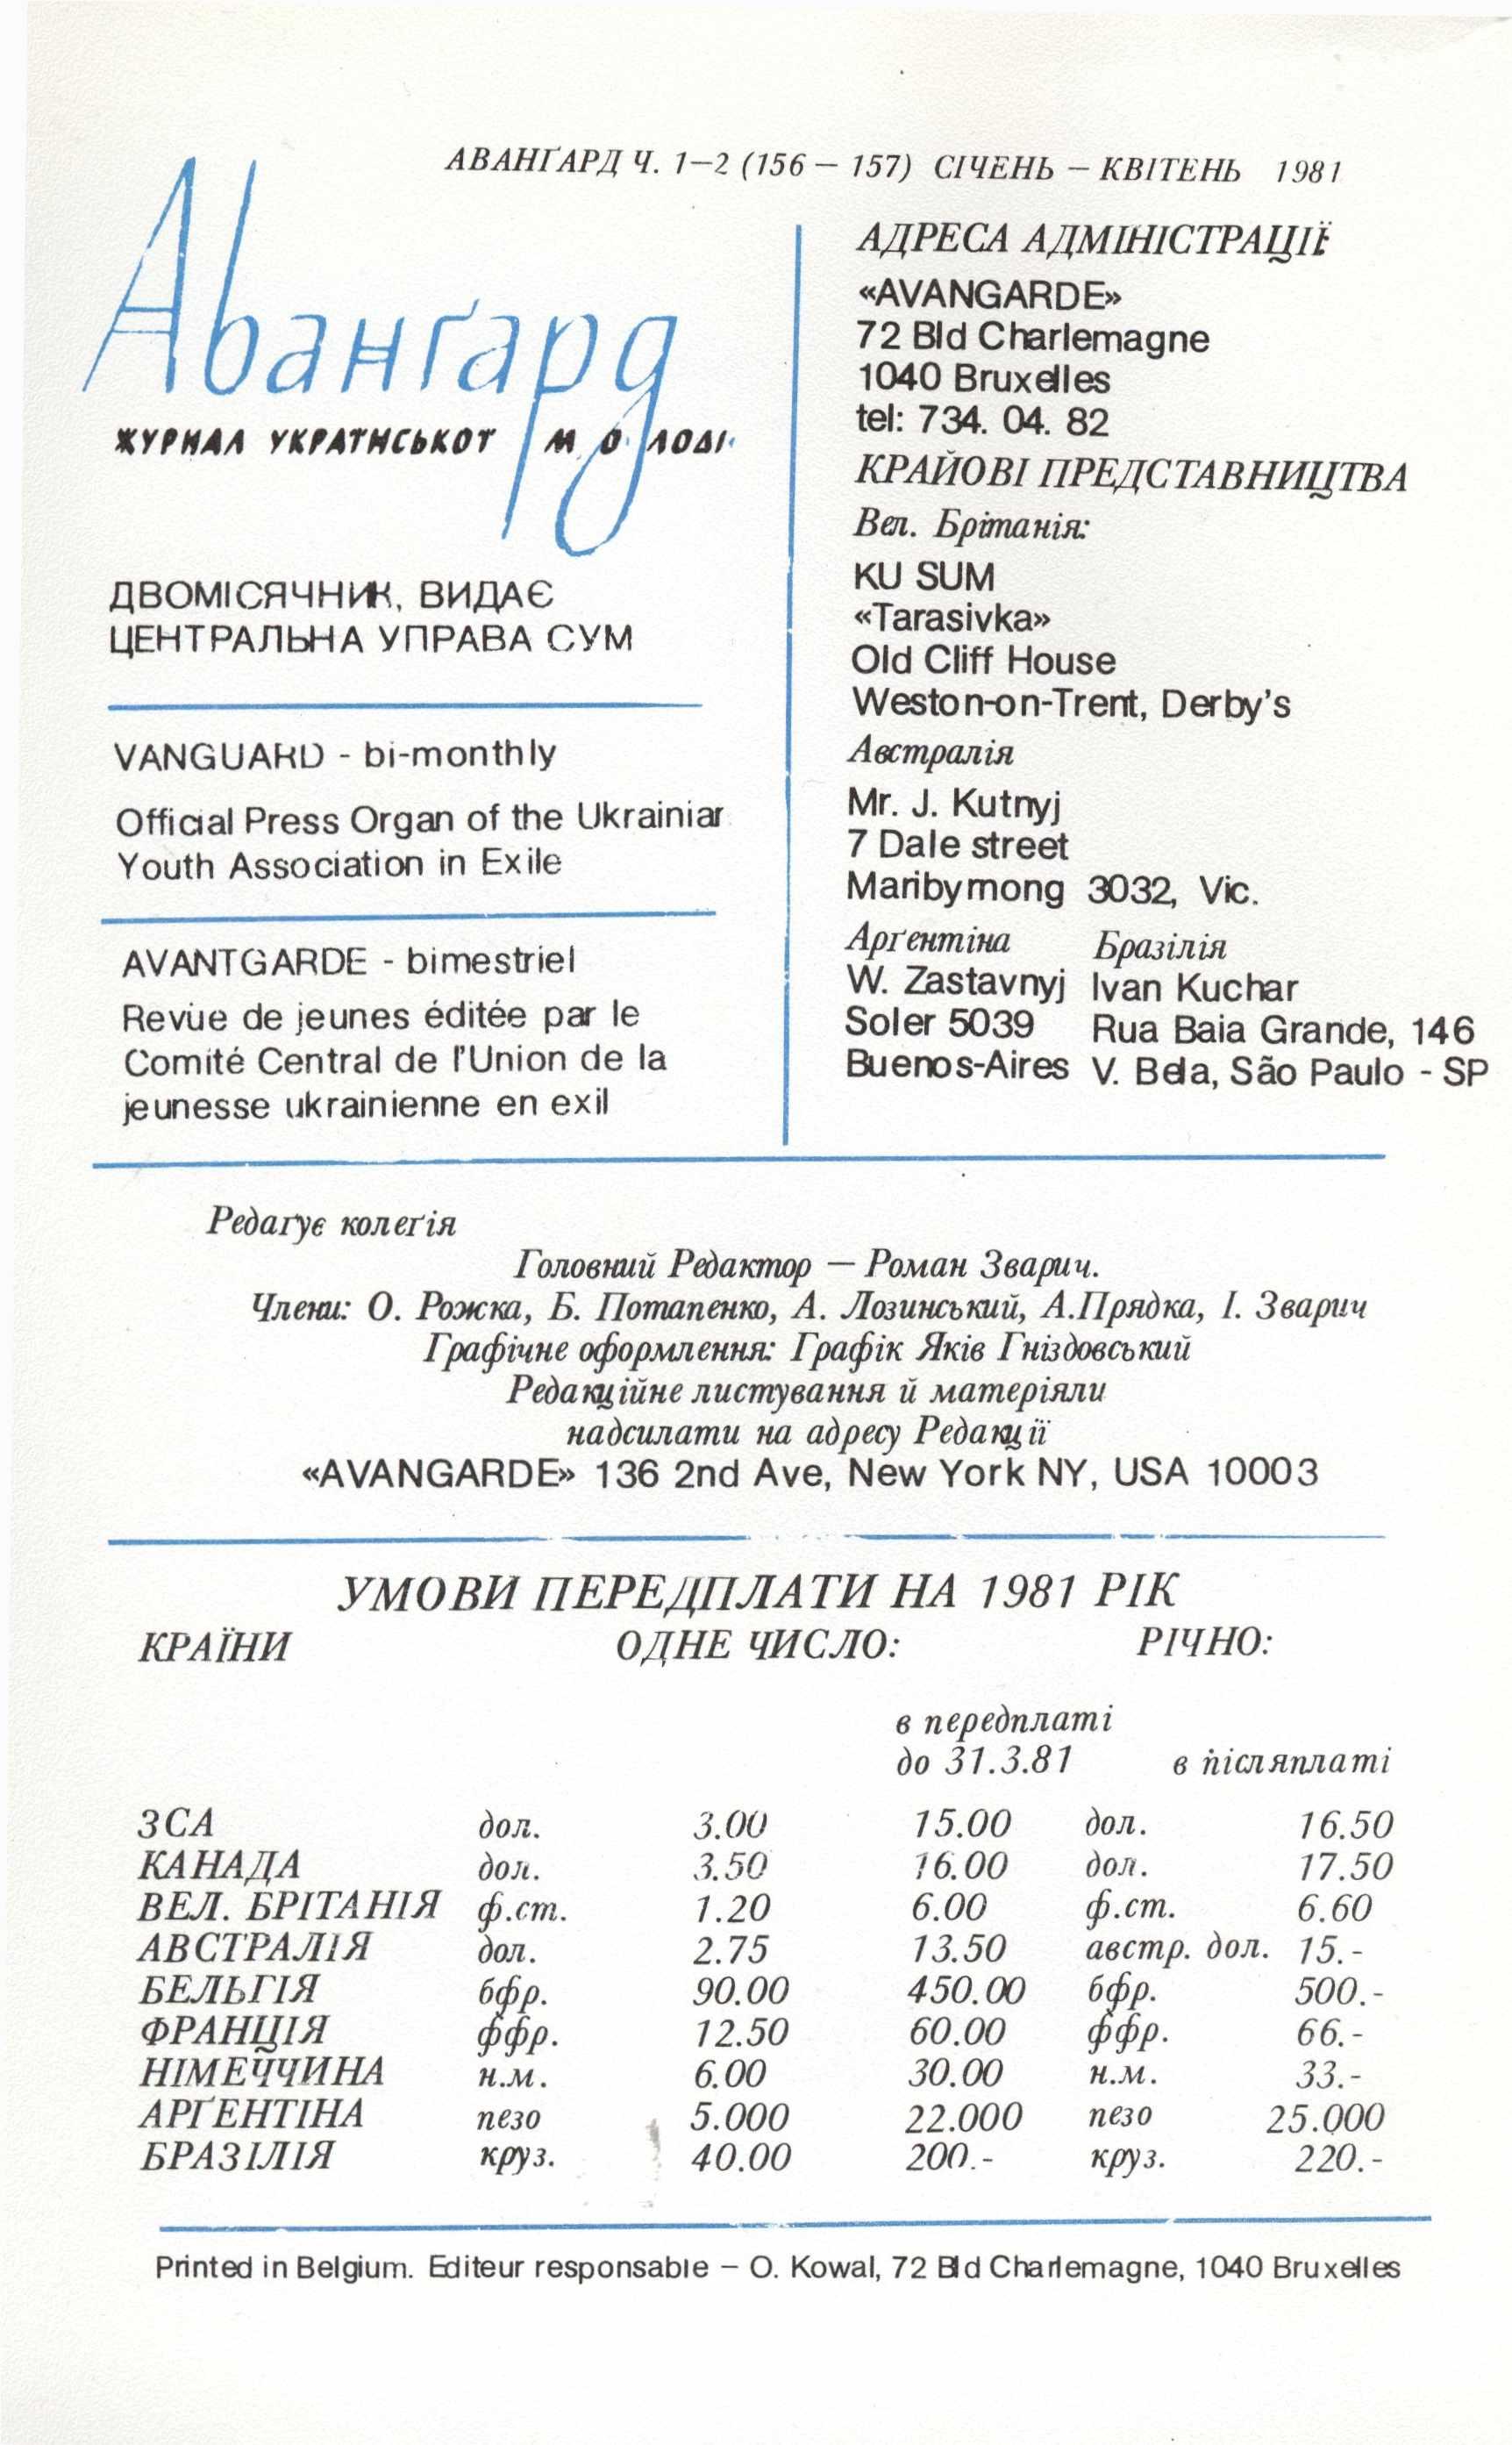 АВАНҐАРД Ч. 1–2 (156 – 157) СІЧЕНЬ – КВІТЕНЬ 1981
Авангард
ЖУРНАЛ УКРАЇНСЬКОЇ МОЛОДІ
ДВОМІСЯЧНИК, ВИДАЄ
ЦЕНТРАЛЬНА УПРАВА СУМ
VANGUARD - bi-monthly
Official Press Organ of the Ukrainian
Youth Association in Exile
AVANTGARDE - bimestriel
Revue de jeunes éditée par le
Comité Central de l'Union de la
jeunesse ukrainienne en exil
АДРЕСА АДМІНІСТРАЦІЇ:
«AVANGARDE»
72 Bld Charlemagne
1040 Bruxelles
tel: 734. 04. 82
КРАЙОВІ ПРЕДСТАВНИЦТВА
Вел. Брітанія:
KU SUM
«Tarasivka»
Old Cliff House
Weston-on-Trent, Derby's
Австралія
Mr. J. Kutnyj
7 Dale street
Maribymong 3032, Vic.
Арґентіна
W. Zastavnyj
Soler 5039
Buenos-Aires
Бразілія
Ivan Kuchar
Rua Baia Grande, 146
V. Bela, São Paulo - SP
Редаґує колеґія
Головний Редактор – Роман Зварич.
Члени: О. Рожка, Б. Потапенко, А. Лозинський, А.Прядка, І. Зварич
Графічне оформлення: Графік Яків Гніздовський
Редакційне листування й матеріяли
надсилати на адресу Редакції
«AVANGARDE» 136 2nd Ave, New York NY, USA 10003
УМОВИ ПЕРЕДПЛАТИ НА 1981 РІК
КРАЇНИ ОДНЕ ЧИСЛО: РІЧНО:
в передплаті
до 31.3.81 в післяплаті
ЗСА дол. 3.00 15.00 дол. 16.50
КАНАДА дол. 3.50 16.00 дол. 17.50
ВЕЛ. БРІТАНІЯ ф.ст. 1.20 6.00 ф.ст. 6.60
АВСТРАЛІЯ дол. 2.75 13.50 австр. дол. 15.-
БЕЛЬГІЯ бфр. 90.00 450.00 бфр. 500.-
ФРАНЦІЯ ффр. 12.50 60.00 ффр. 66.-
НІМЕЧЧИНА н.м. 6.00 30.00 н.м. 33.-
АРҐЕНТІНА пезо 5.000 22.000 пезо 25.000
БРАЗІЛІЯ круз. 40.00 200.- круз. 220.-
Printed in Belgium. Editeur responsable – O. Kowal, 72 Bld Charlemagne, 1040 Bruxelles